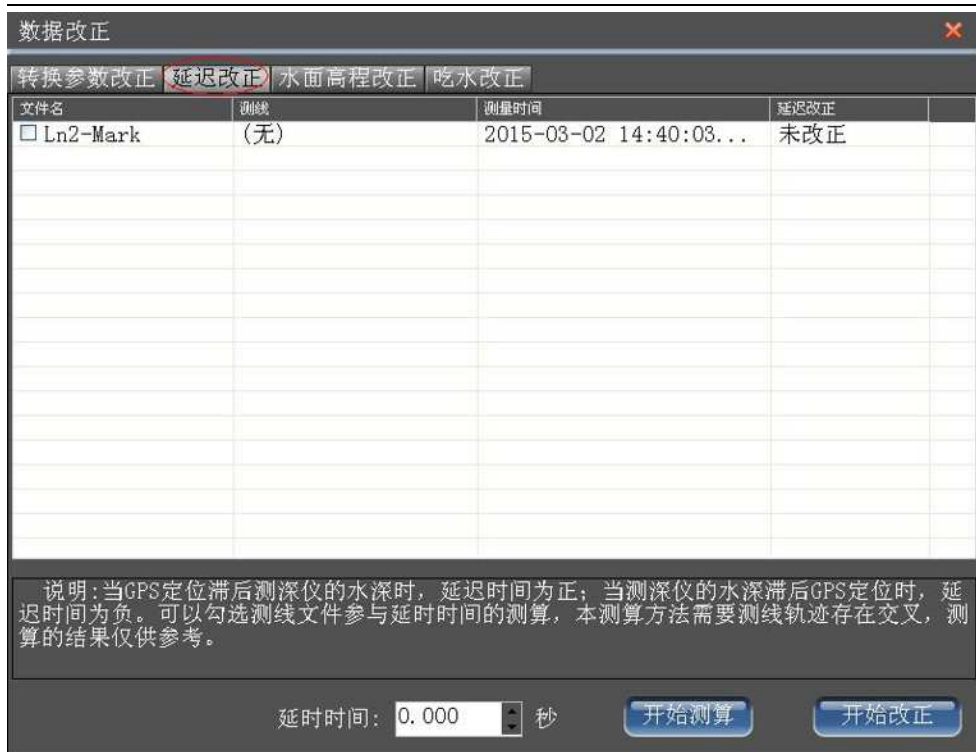 数据改正
转换参数改正 延迟改正 水面高程改正 吃水改正
文件名 测线 测量时间 延迟改正
Ln2-Mark (无) 2015-03-02 14:40:03... 未改正
说明:当GPS定位滞后测深仪的水深时，延迟时间为正；当测深仪的水深滞后GPS定位时，延
迟时间为负。可以勾选测线文件参与延时时间的测算，本测算方法需要测线轨迹存在交叉，测
算的结果仅供参考。
延时时间: 0.000 秒 开始测算 开始改正